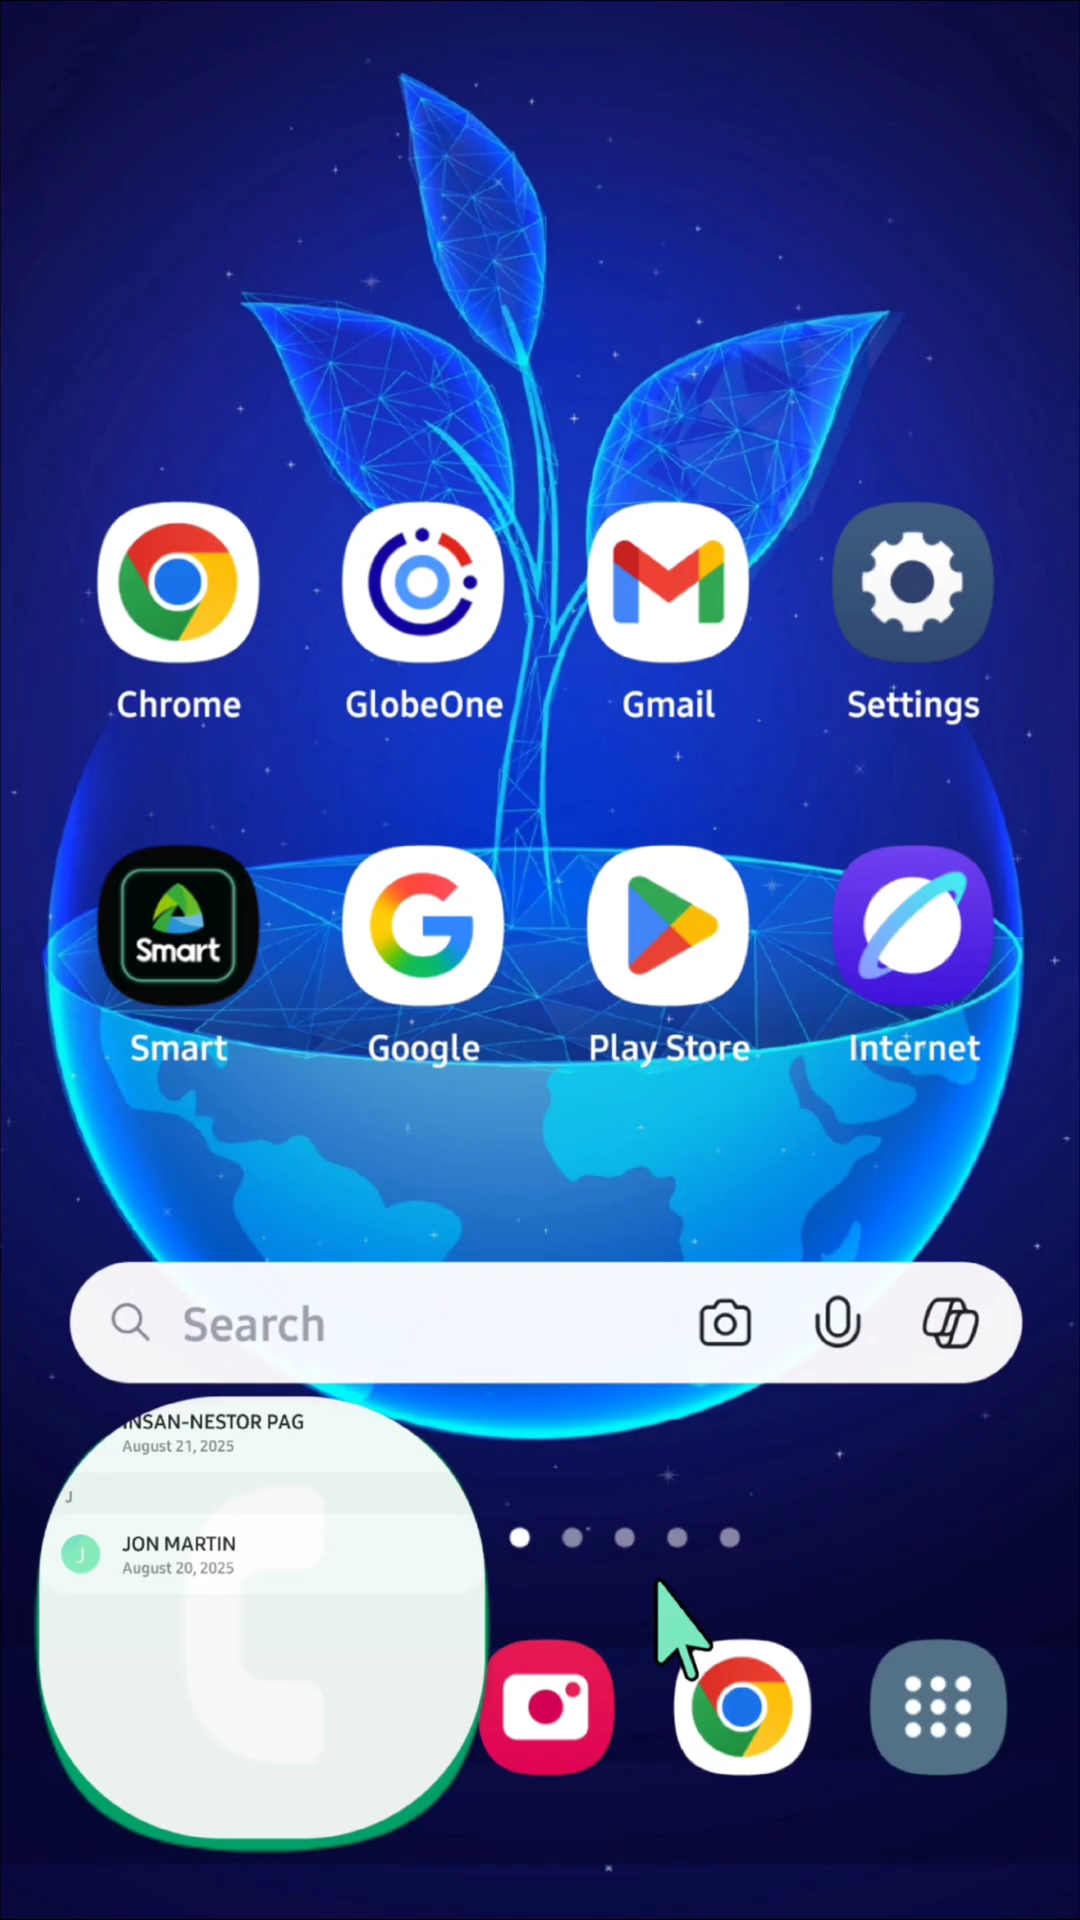 Chrome
GlobeOne
Gmail
Settings
Smart
Smart
Google
Play Store
Internet
Search
INSAN-NESTOR PAG
August 21, 2025
J
J
JON MARTIN
August 20, 2025